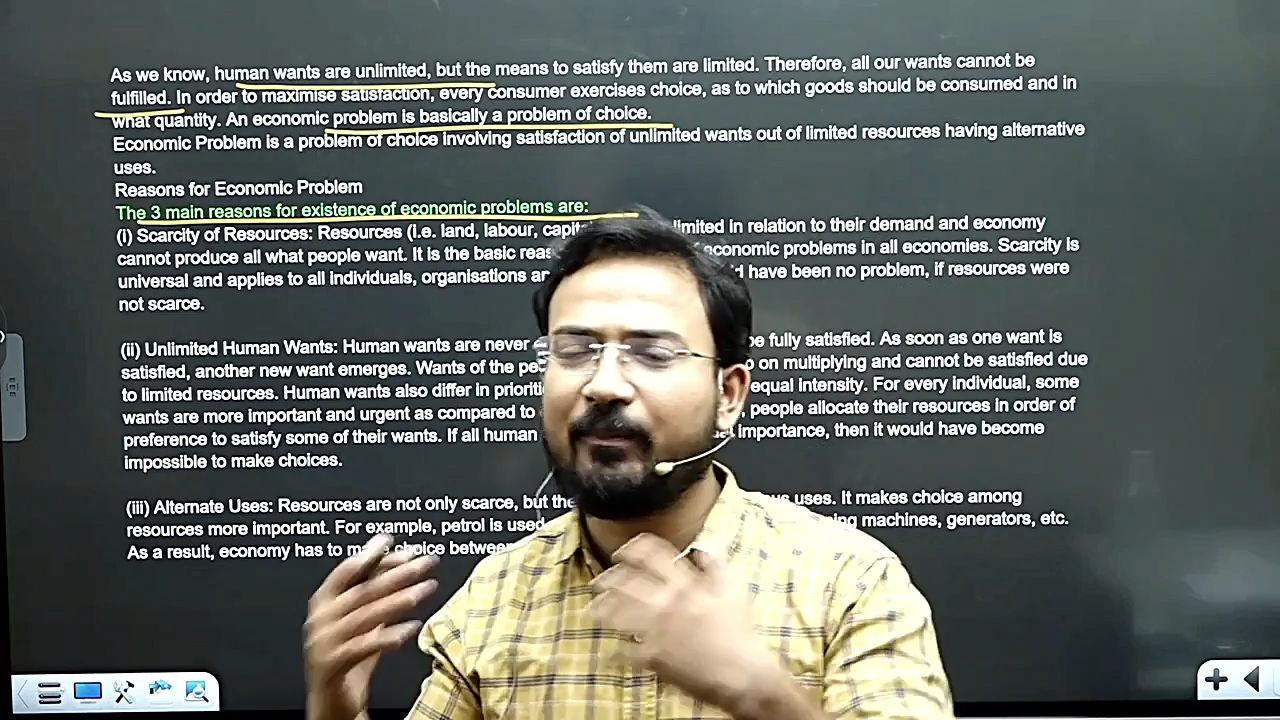 As we know, human wants are unlimited, but the means to satisfy them are limited. Therefore, all our wants cannot be
fulfilled. In order to maximise satisfaction, every consumer exercises choice, as to which goods should be consumed and in
what quantity. An economic problem is basically a problem of choice.
Economic Problem is a problem of choice involving satisfaction of unlimited wants out of limited resources having alternative
uses.
Reasons for Economic Problem
The 3 main reasons for existence of economic problems are:
(i) Scarcity of Resources: Resources (i.e. land, labour, limited in relation to their demand and economy
cannot produce all what people want. It is the basic economic problems in all economies. Scarcity is
universal and applies to all individuals, organisations have been no problem, if resources were
not scarce.
(ii) Unlimited Human Wants: Human wants are never be fully satisfied. As soon as one want is
satisfied, another new want emerges. Wants of the on multiplying and cannot be satisfied due
to limited resources. Human wants also differ in equal intensity. For every individual, some
wants are more important and urgent as compared to , people allocate their resources in order of
preference to satisfy some of their wants. If all human importance, then it would have become
impossible to make choices.
(iii) Alternate Uses: Resources are not only scarce, but uses. It makes choice among
resources more important. For example, petrol is used machines, generators, etc.
As a result, economy has to make choice